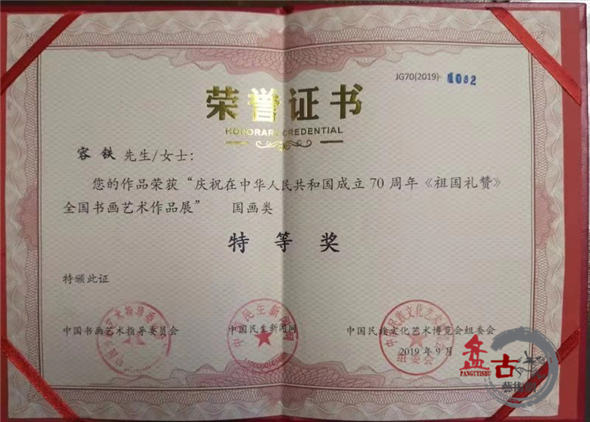 JG70(2019)- 1082
荣誉证书
HONORARY CREDENTIAL
容铁 先生/女士：
您的作品荣获“庆祝在中华人民共和国成立70周年《祖国礼赞》
全国书画艺术作品展” 国画类
特等奖
特颁此证
中国书画艺术指导委员会 中国民生新闻网 中国民族文化艺术博览会组委会
2019年9月
盘古
PANGUYISHU